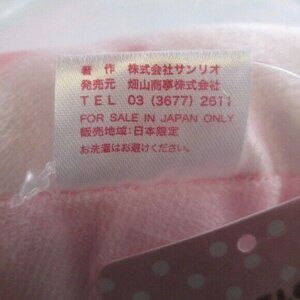 著　作　株式会社サンリオ
発売元　畑山商事株式会社
TEL 03 (3677) 2611
FOR SALE IN JAPAN ONLY
販売地域：日本限定
お洗濯はお避けください。